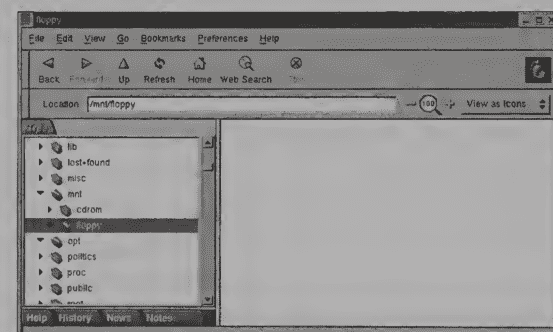 floppy
File Edit View Go Bookmarks Preferences Help
Back Forward Up Refresh Home Web Search
Location: /mnt/floppy 100 View as Icons
lib
lost+found
misc
mnt
cdrom
floppy
opt
politics
proc
public
Help History News Notes